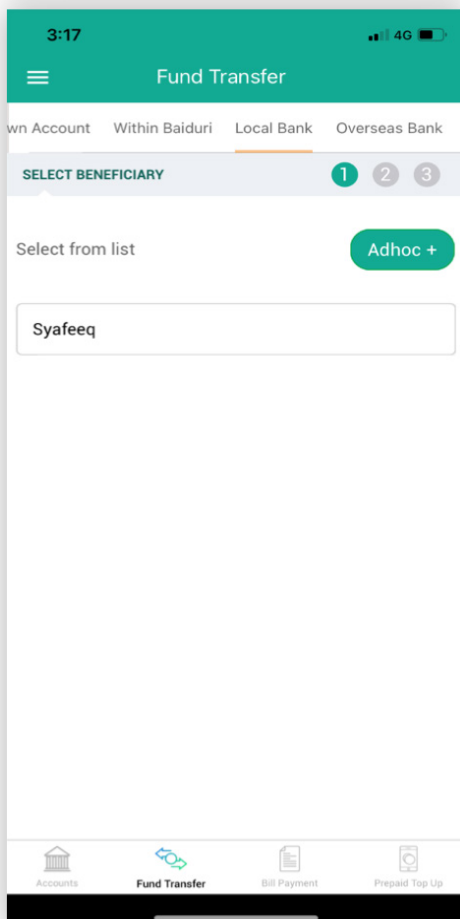 3:17 4G
Fund Transfer
wn Account Within Baiduri Local Bank Overseas Bank
SELECT BENEFICIARY 1 2 3
Select from list Adhoc +
Syafeeq
Accounts Fund Transfer Bill Payment Prepaid Top Up